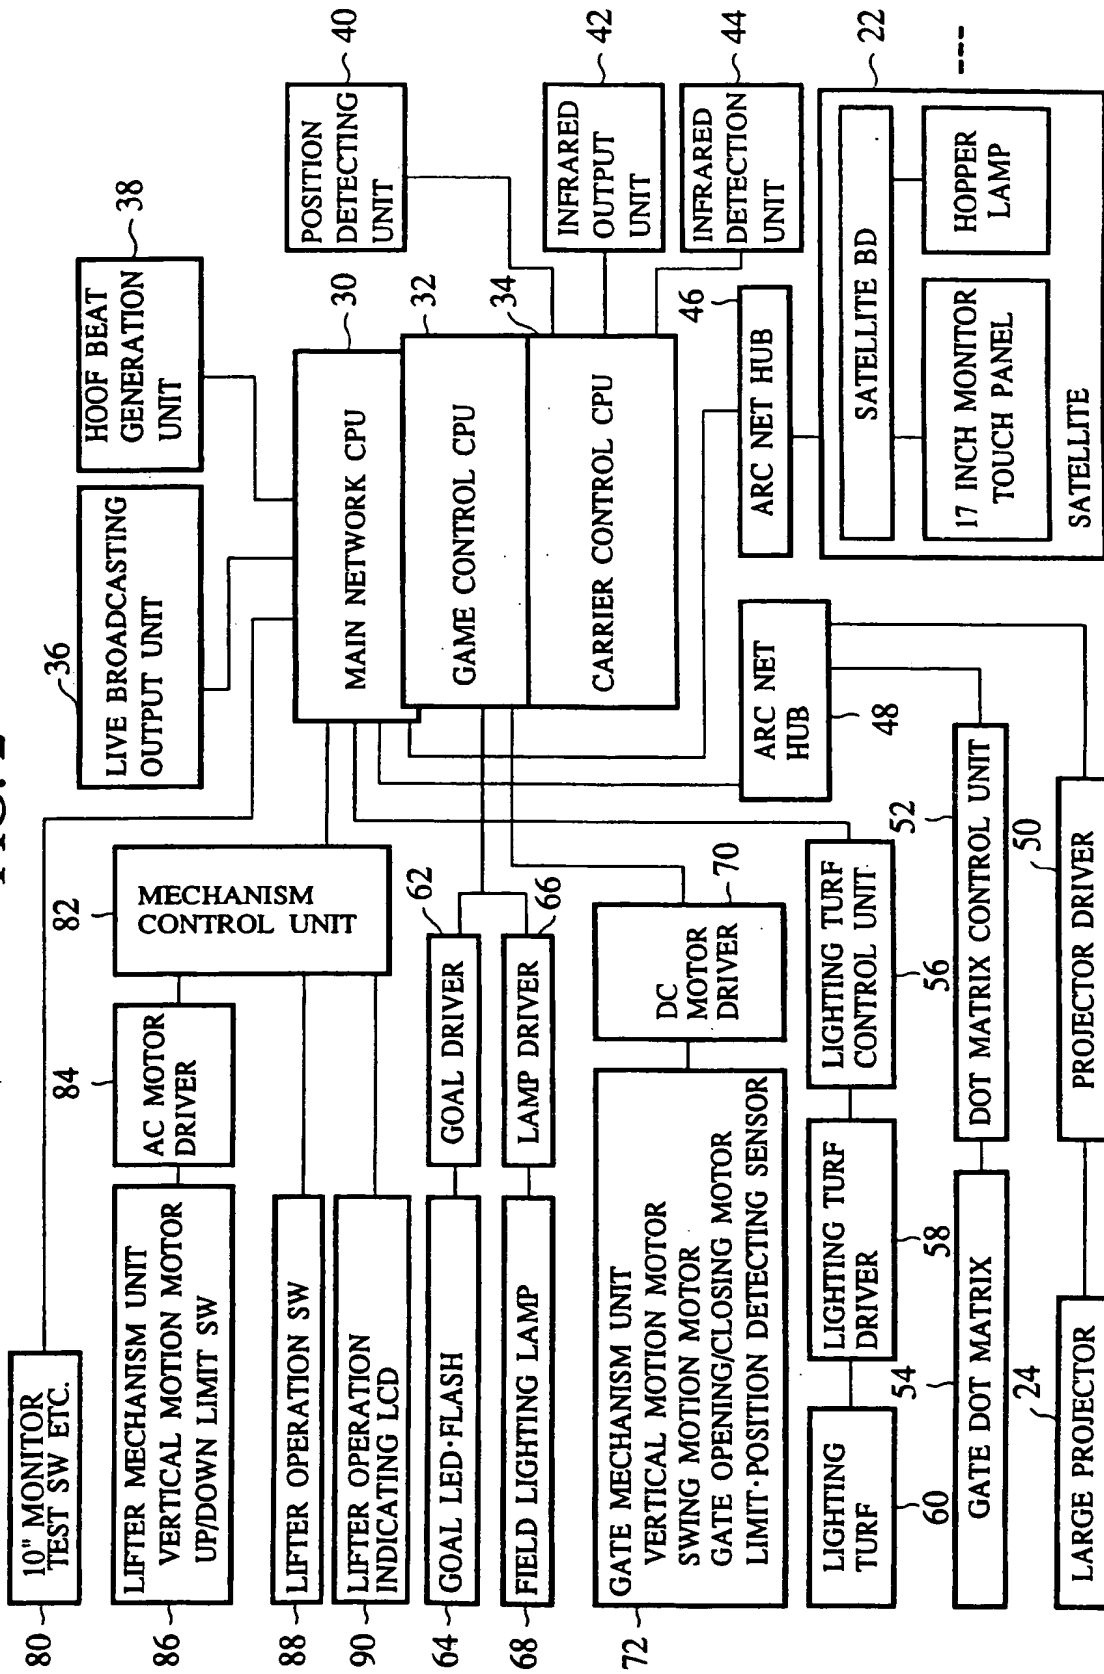 80
10" MONITOR
TEST SW ETC.
36
LIVE BROADCASTING
OUTPUT UNIT
HOOF BEAT
GENERATION
UNIT
38
86
LIFTER MECHANISM UNIT
VERTICAL MOTION MOTOR
UP/DOWN LIMIT SW
84
AC MOTOR
DRIVER
82
MECHANISM
CONTROL UNIT
88
LIFTER OPERATION SW
90
LIFTER OPERATION
INDICATING LCD
MAIN NETWORK CPU
30
GAME CONTROL CPU
32
CARRIER CONTROL CPU
34
POSITION
DETECTING
UNIT
40
64
GOAL LED·FLASH
GOAL DRIVER
62
68
FIELD LIGHTING LAMP
LAMP DRIVER
66
INFRARED
OUTPUT
UNIT
42
72
GATE MECHANISM UNIT
VERTICAL MOTION MOTOR
SWING MOTION MOTOR
GATE OPENING/CLOSING MOTOR
LIMIT·POSITION DETECTING SENSOR
DC
MOTOR
DRIVER
70
INFRARED
DETECTION
UNIT
44
ARC NET HUB
46
ARC NET
HUB
48
LIGHTING
TURF
60
LIGHTING TURF
DRIVER
58
LIGHTING TURF
CONTROL UNIT
56
SATELLITE BD
22
17 INCH MONITOR
TOUCH PANEL
HOPPER
LAMP
SATELLITE
GATE DOT MATRIX
54
DOT MATRIX CONTROL UNIT
52
LARGE PROJECTOR
24
PROJECTOR DRIVER
50